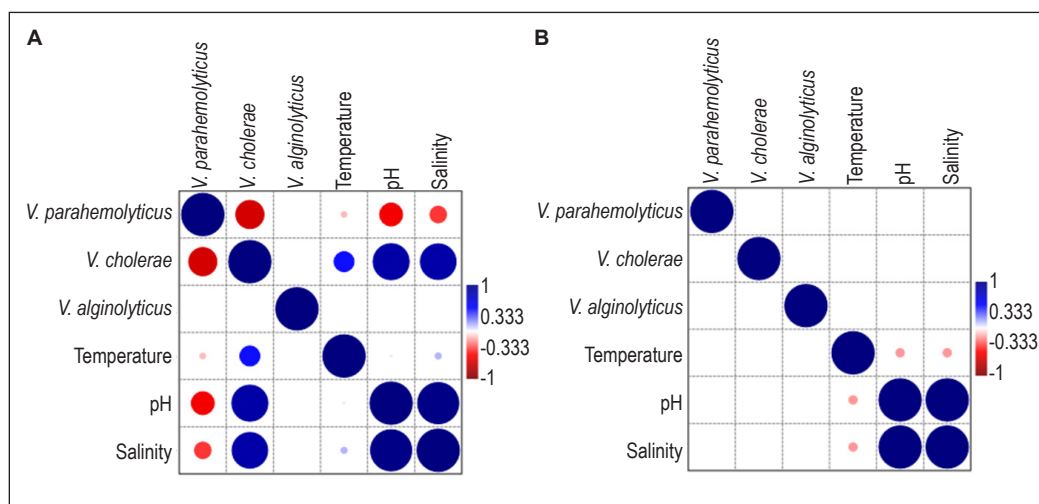 A
V. parahemolyticus
V. cholerae
V. alginolyticus
Temperature
pH
Salinity
V. parahemolyticus
V. cholerae
V. alginolyticus
Temperature
pH
Salinity
1
0.333
-0.333
-1
B
V. parahemolyticus
V. cholerae
V. alginolyticus
Temperature
pH
Salinity
V. parahemolyticus
V. cholerae
V. alginolyticus
Temperature
pH
Salinity
1
0.333
-0.333
-1